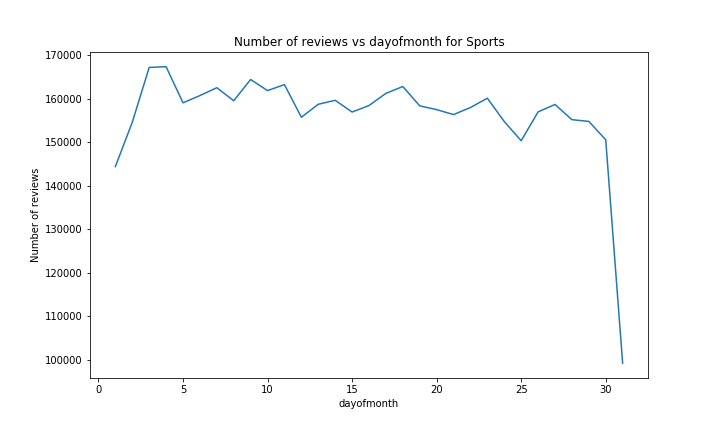 Number of reviews vs dayofmonth for Sports
Number of reviews
170000
160000
150000
140000
130000
120000
110000
100000
0 5 10 15 20 25 30
dayofmonth